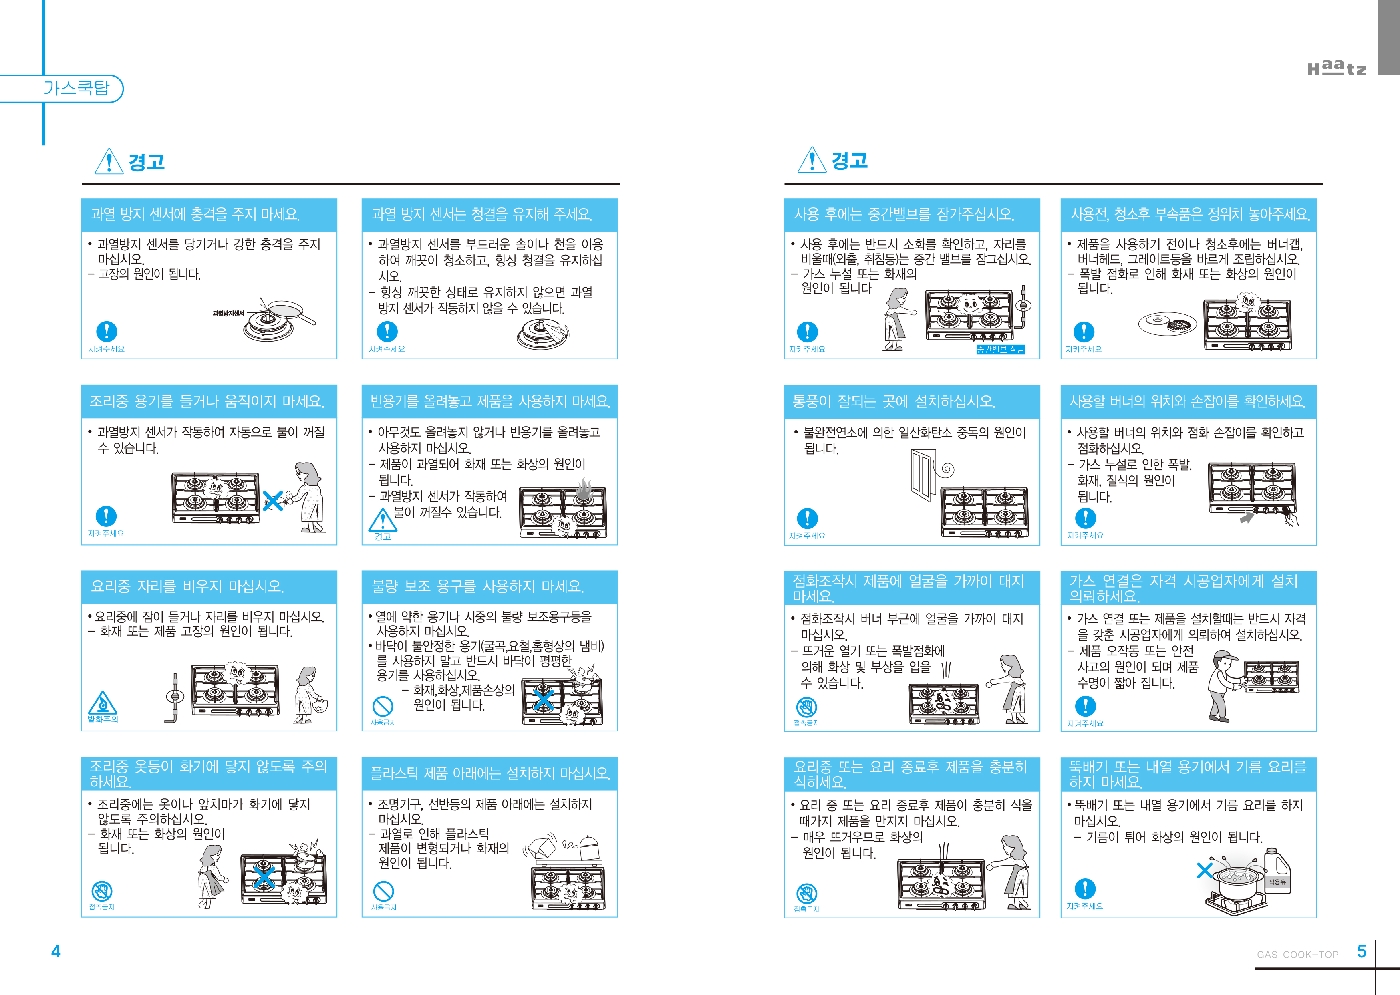 가스쿡탑
Haatz
경고
과열 방지 센서에 충격을 주지 마세요.
• 과열방지 센서를 당기거나 강한 충격을 주지
마십시오.
– 고장의 원인이 됩니다.
과열방지센서
지켜주세요
과열 방지 센서는 청결을 유지해 주세요.
• 과열방지 센서를 부드러운 솔이나 천을 이용
하여 깨끗이 청소하고, 항상 청결을 유지하십
시오.
– 항상 깨끗한 상태로 유지하지 않으면 과열
방지 센서가 작동하지 않을 수 있습니다.
지켜주세요
조리중 용기를 들거나 움직이지 마세요.
• 과열방지 센서가 작동하여 자동으로 불이 꺼질
수 있습니다.
지켜주세요
빈용기를 올려놓고 제품을 사용하지 마세요.
• 아무것도 올려놓지 않거나 빈용기를 올려놓고
사용하지 마십시오.
– 제품이 과열되어 화재 또는 화상의 원인이
됩니다.
– 과열방지 센서가 작동하여
불이 꺼질수 있습니다.
경고
요리중 자리를 비우지 마십시오.
• 요리중에 잠이 들거나 자리를 비우지 마십시오.
– 화재 또는 제품 고장의 원인이 됩니다.
발화주의
불량 보조 용구를 사용하지 마세요.
• 열에 약한 용기나 시중의 불량 보조용구등을
사용하지 마십시오.
• 바닥이 불안정한 용기(굴곡,요철,홈형상의 냄비)
를 사용하지 말고 반드시 바닥이 평평한
용기를 사용하십시오.
– 화재,화상,제품손상의
원인이 됩니다.
사용금지
조리중 옷등이 화기에 닿지 않도록 주의
하세요.
• 조리중에는 옷이나 앞치마가 화기에 닿지
않도록 주의하십시오.
– 화재 또는 화상의 원인이
됩니다.
접촉금지
플라스틱 제품 아래에는 설치하지 마십시오.
• 조명기구, 선반등의 제품 아래에는 설치하지
마십시오.
– 과열로 인해 플라스틱
제품이 변형되거나 화재의
원인이 됩니다.
사용금지
4
경고
사용 후에는 중간밸브를 잠가주십시오.
• 사용 후에는 반드시 소화를 확인하고, 자리를
비울때(외출, 취침등)는 중간 밸브를 잠그십시오.
– 가스 누설 또는 화재의
원인이 됩니다
중간밸브 잠금
지켜주세요
사용전, 청소후 부속품은 정위치 놓아주세요.
• 제품을 사용하기 전이나 청소후에는 버너캡,
버너헤드, 그레이트등을 바르게 조립하십시오.
– 폭발 점화로 인해 화재 또는 화상의 원인이
됩니다.
지켜주세요
통풍이 잘되는 곳에 설치하십시오.
• 불완전연소에 의한 일산화탄소 중독의 원인이
됩니다.
지켜주세요
사용할 버너의 위치와 손잡이를 확인하세요.
• 사용할 버너의 위치와 점화 손잡이를 확인하고
점화하십시오.
– 가스 누설로 인한 폭발,
화재, 질식의 원인이
됩니다.
지켜주세요
점화조작시 제품에 얼굴을 가까이 대지
마세요.
• 점화조작시 버너 부근에 얼굴을 가까이 대지
마십시오.
– 뜨거운 열기 또는 폭발점화에
의해 화상 및 부상을 입을
수 있습니다.
접촉금지
가스 연결은 자격 시공업자에게 설치
의뢰하세요.
• 가스 연결 또는 제품을 설치할때는 반드시 자격
을 갖춘 시공업자에게 의뢰하여 설치하십시오.
– 제품 오작동 또는 안전
사고의 원인이 되며 제품
수명이 짧아 집니다.
지켜주세요
요리중 또는 요리 종료후 제품을 충분히
식히세요.
• 요리 중 또는 요리 종료후 제품이 충분히 식을
때가지 제품을 만지지 마십시오.
– 매우 뜨거우므로 화상의
원인이 됩니다.
접촉금지
뚝배기 또는 내열 용기에서 기름 요리를
하지 마세요.
• 뚝배기 또는 내열 용기에서 기름 요리를 하지
마십시오.
– 기름이 튀어 화상의 원인이 됩니다.
식용유
지켜주세요
GAS COOK-TOP
5